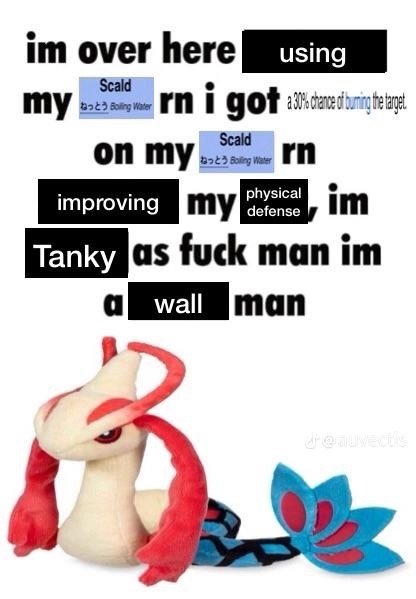 im over here using
my Scald ねっとう Boiling Water rn i got a 30% chance of burning the target.
on my Scald ねっとう Boiling Water rn
improving my physical defense, im
Tanky as fuck man im
a wall man
@auvectis